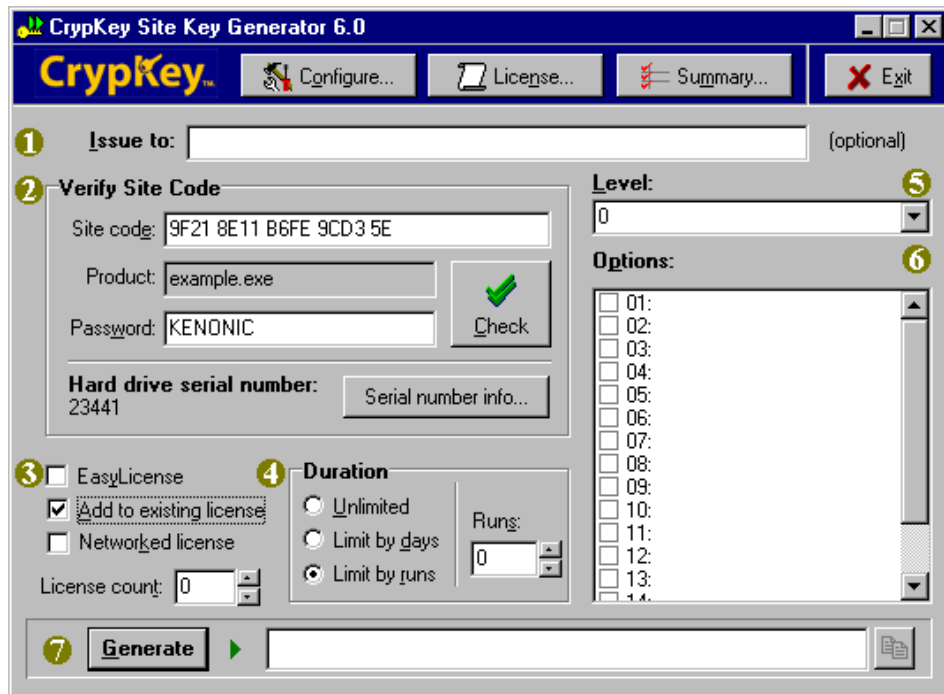 CrypKey Site Key Generator 6.0
CrypKey™ Configure... License... Summary... Exit
1 Issue to: (optional)
2 Verify Site Code
Site code: 9F21 8E11 B6FE 9CD3 5E
Product: example.exe
Password: KENONIC
Check
Hard drive serial number:
23441
Serial number info...
Level: 5
0
Options: 6
01:
02:
03:
04:
05:
06:
07:
08:
09:
10:
11:
12:
13:
14:
3 EasyLicense
Add to existing license
Networked license
License count: 0
4 Duration
Unlimited
Limit by days
Limit by runs
Runs:
0
7 Generate